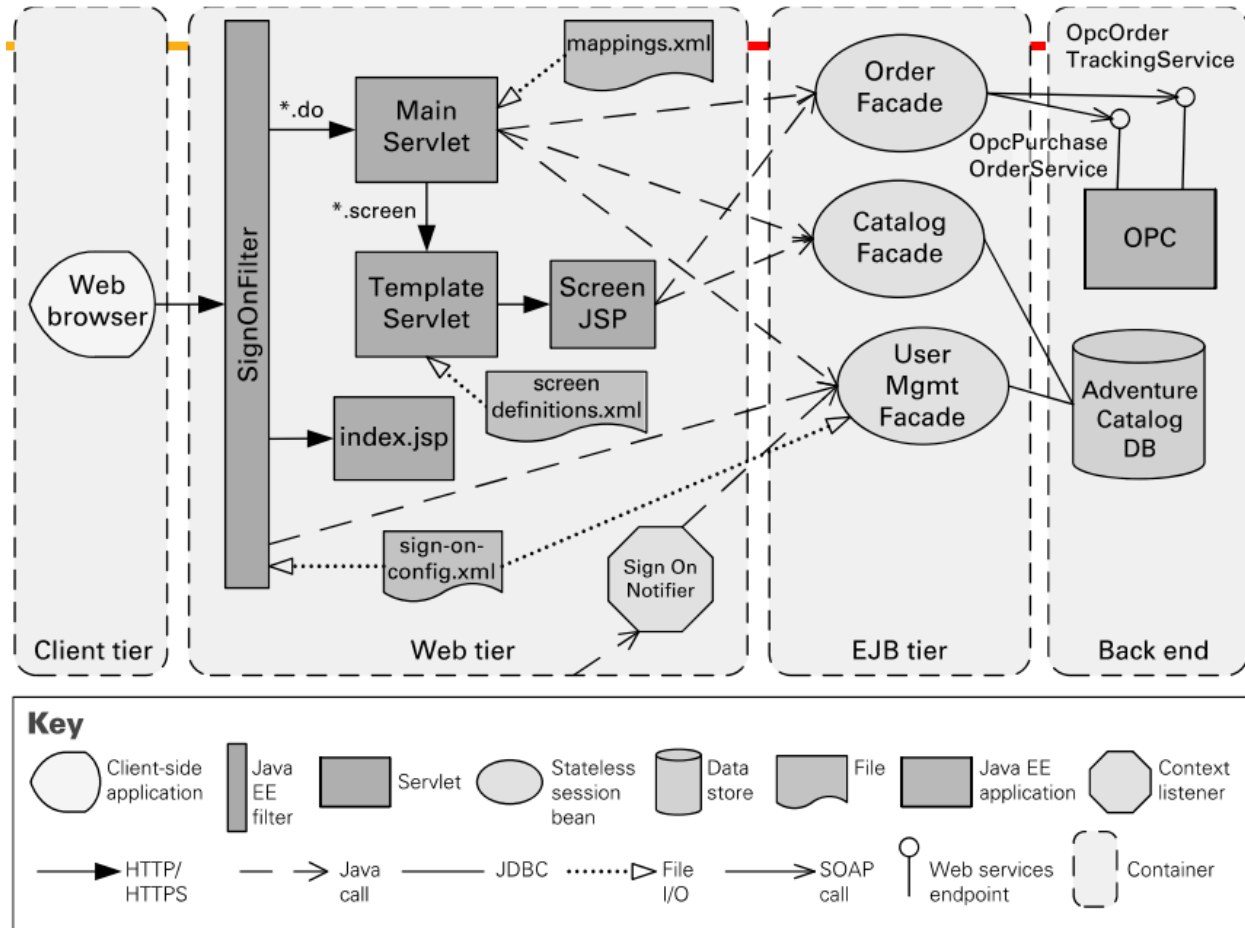 mappings.xml
OpcOrder
TrackingService
Order
Facade
*.do
Main
Servlet
OpcPurchase
OrderService
*.screen
Catalog
Facade
OPC
Web
browser
SignOnFilter
Template
Servlet
Screen
JSP
User
Mgmt
Facade
screen
definitions.xml
Adventure
Catalog
DB
index.jsp
sign-on-
config.xml
Sign On
Notifier
Client tier
Web tier
EJB tier
Back end
Key
Client-side
application
Java
EE
filter
Servlet
Stateless
session
bean
Data
store
File
Java EE
application
Context
listener
HTTP/
HTTPS
Java
call
JDBC
File
I/O
SOAP
call
Web services
endpoint
Container